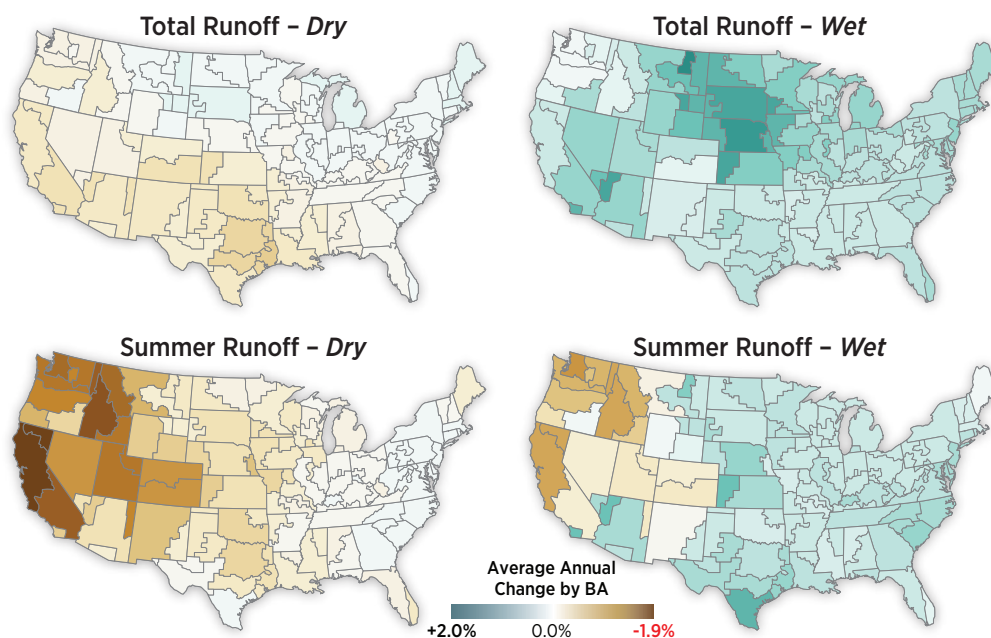 Total Runoff – Dry
Total Runoff – Wet
Summer Runoff – Dry
Summer Runoff – Wet
Average Annual
Change by BA
+2.0% 0.0% -1.9%